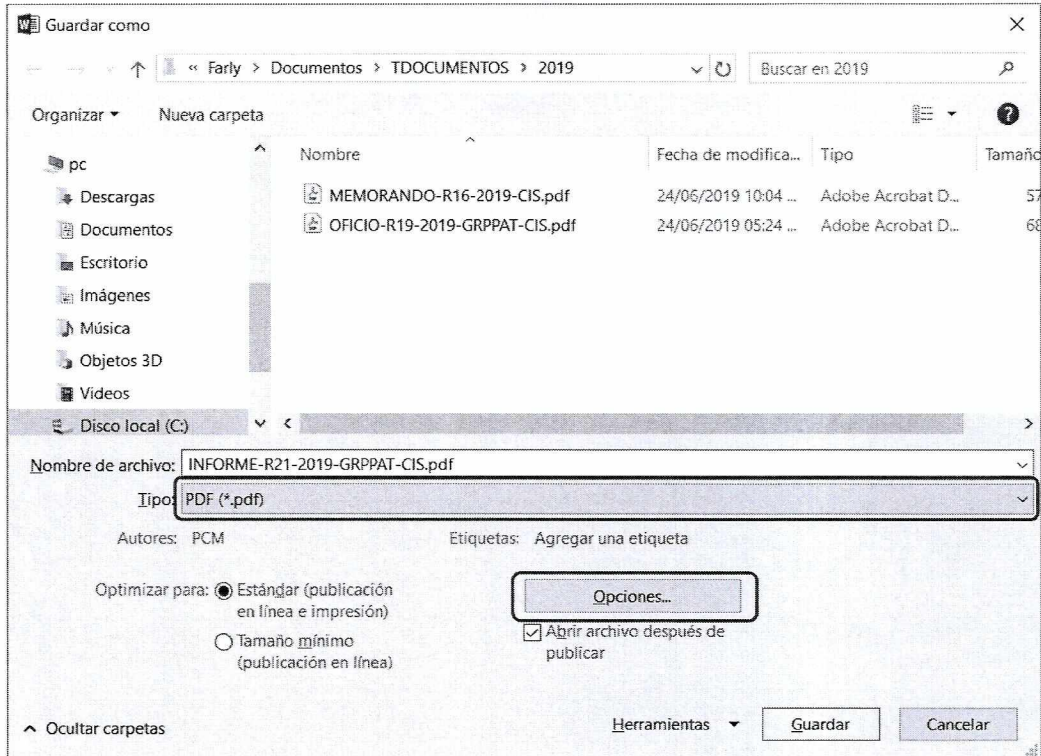 Guardar como
« Farly > Documentos > TDOCUMENTOS > 2019
Buscar en 2019
Organizar
Nueva carpeta
Nombre
Fecha de modifica...
Tipo
Tamaño
pc
Descargas
Documentos
Escritorio
Imágenes
Música
Objetos 3D
Videos
Disco local (C:)
MEMORANDO-R16-2019-CIS.pdf
24/06/2019 10:04 ...
Adobe Acrobat D...
57
OFICIO-R19-2019-GRPPAT-CIS.pdf
24/06/2019 05:24 ...
Adobe Acrobat D...
68
Nombre de archivo: INFORME-R21-2019-GRPPAT-CIS.pdf
Tipo: PDF (*.pdf)
Autores: PCM
Etiquetas: Agregar una etiqueta
Optimizar para: Estándar (publicación
en línea e impresión)
Tamaño mínimo
(publicación en línea)
Opciones...
Abrir archivo después de
publicar
Ocultar carpetas
Herramientas
Guardar
Cancelar